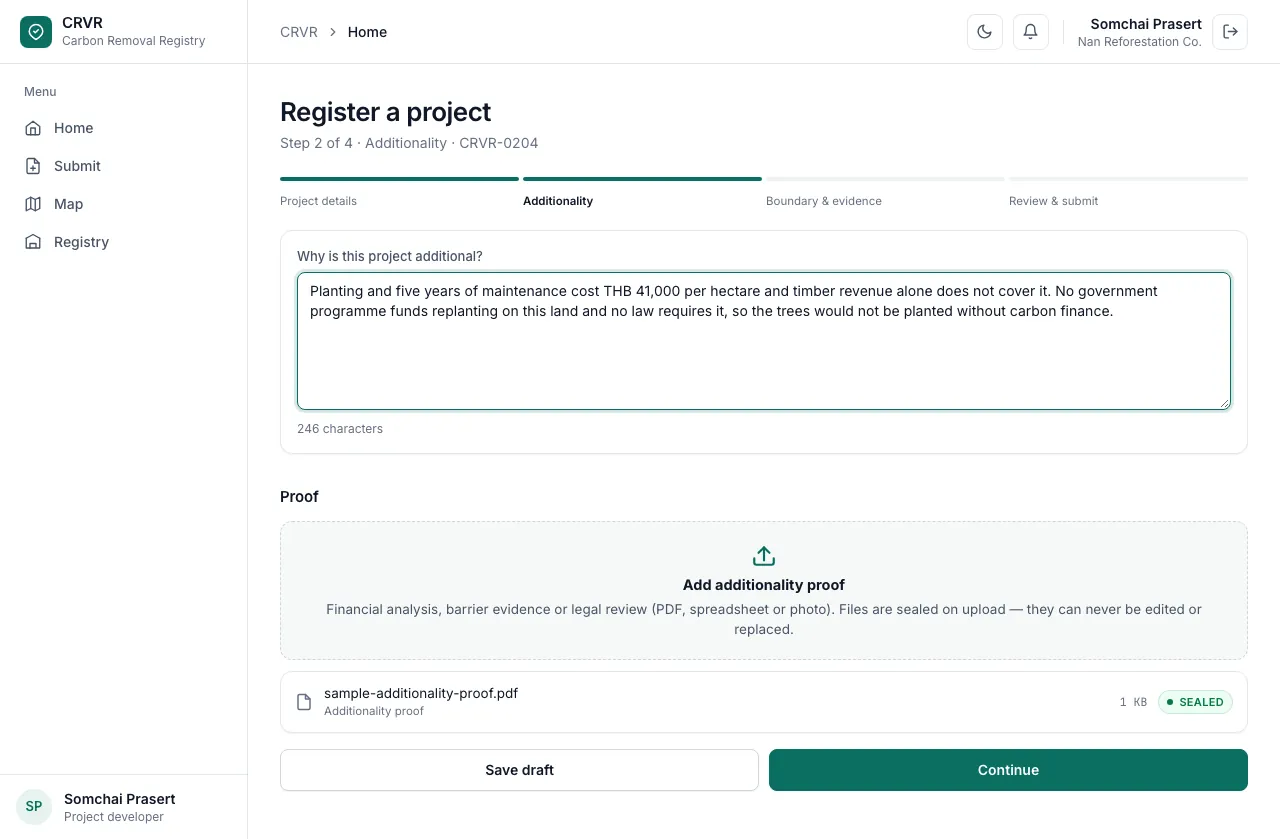 CRVR
Carbon Removal Registry
CRVR
Home
Somchai Prasert
Nan Reforestation Co.
Menu
Home
Submit
Map
Registry
Register a project
Step 2 of 4 · Additionality · CRVR-0204
Project details
Additionality
Boundary & evidence
Review & submit
Why is this project additional?
Planting and five years of maintenance cost THB 41,000 per hectare and timber revenue alone does not cover it. No government
programme funds replanting on this land and no law requires it, so the trees would not be planted without carbon finance.
246 characters
Proof
Add additionality proof
Financial analysis, barrier evidence or legal review (PDF, spreadsheet or photo). Files are sealed on upload — they can never be edited or
replaced.
sample-additionality-proof.pdf
Additionality proof
1 KB
SEALED
Save draft
Continue
SP
Somchai Prasert
Project developer